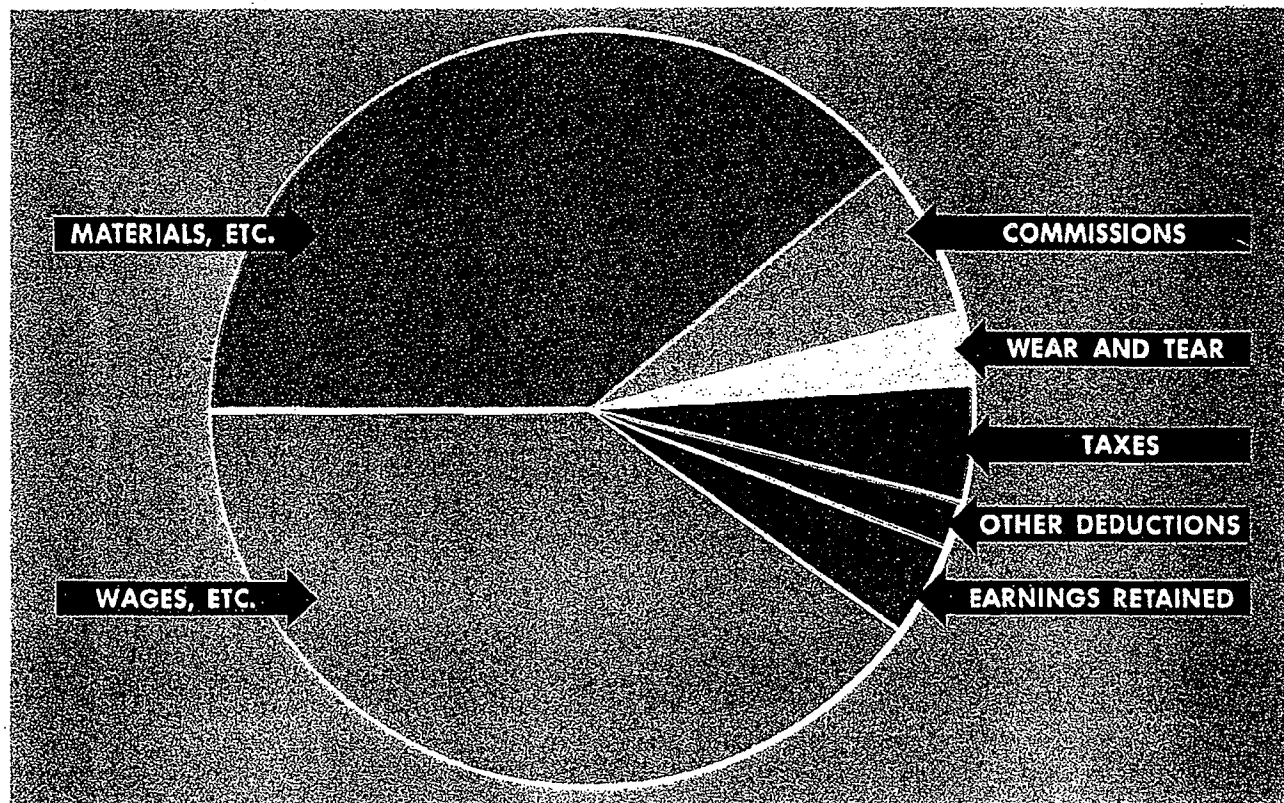 MATERIALS, ETC.
COMMISSIONS
WEAR AND TEAR
TAXES
OTHER DEDUCTIONS
WAGES, ETC.
EARNINGS RETAINED